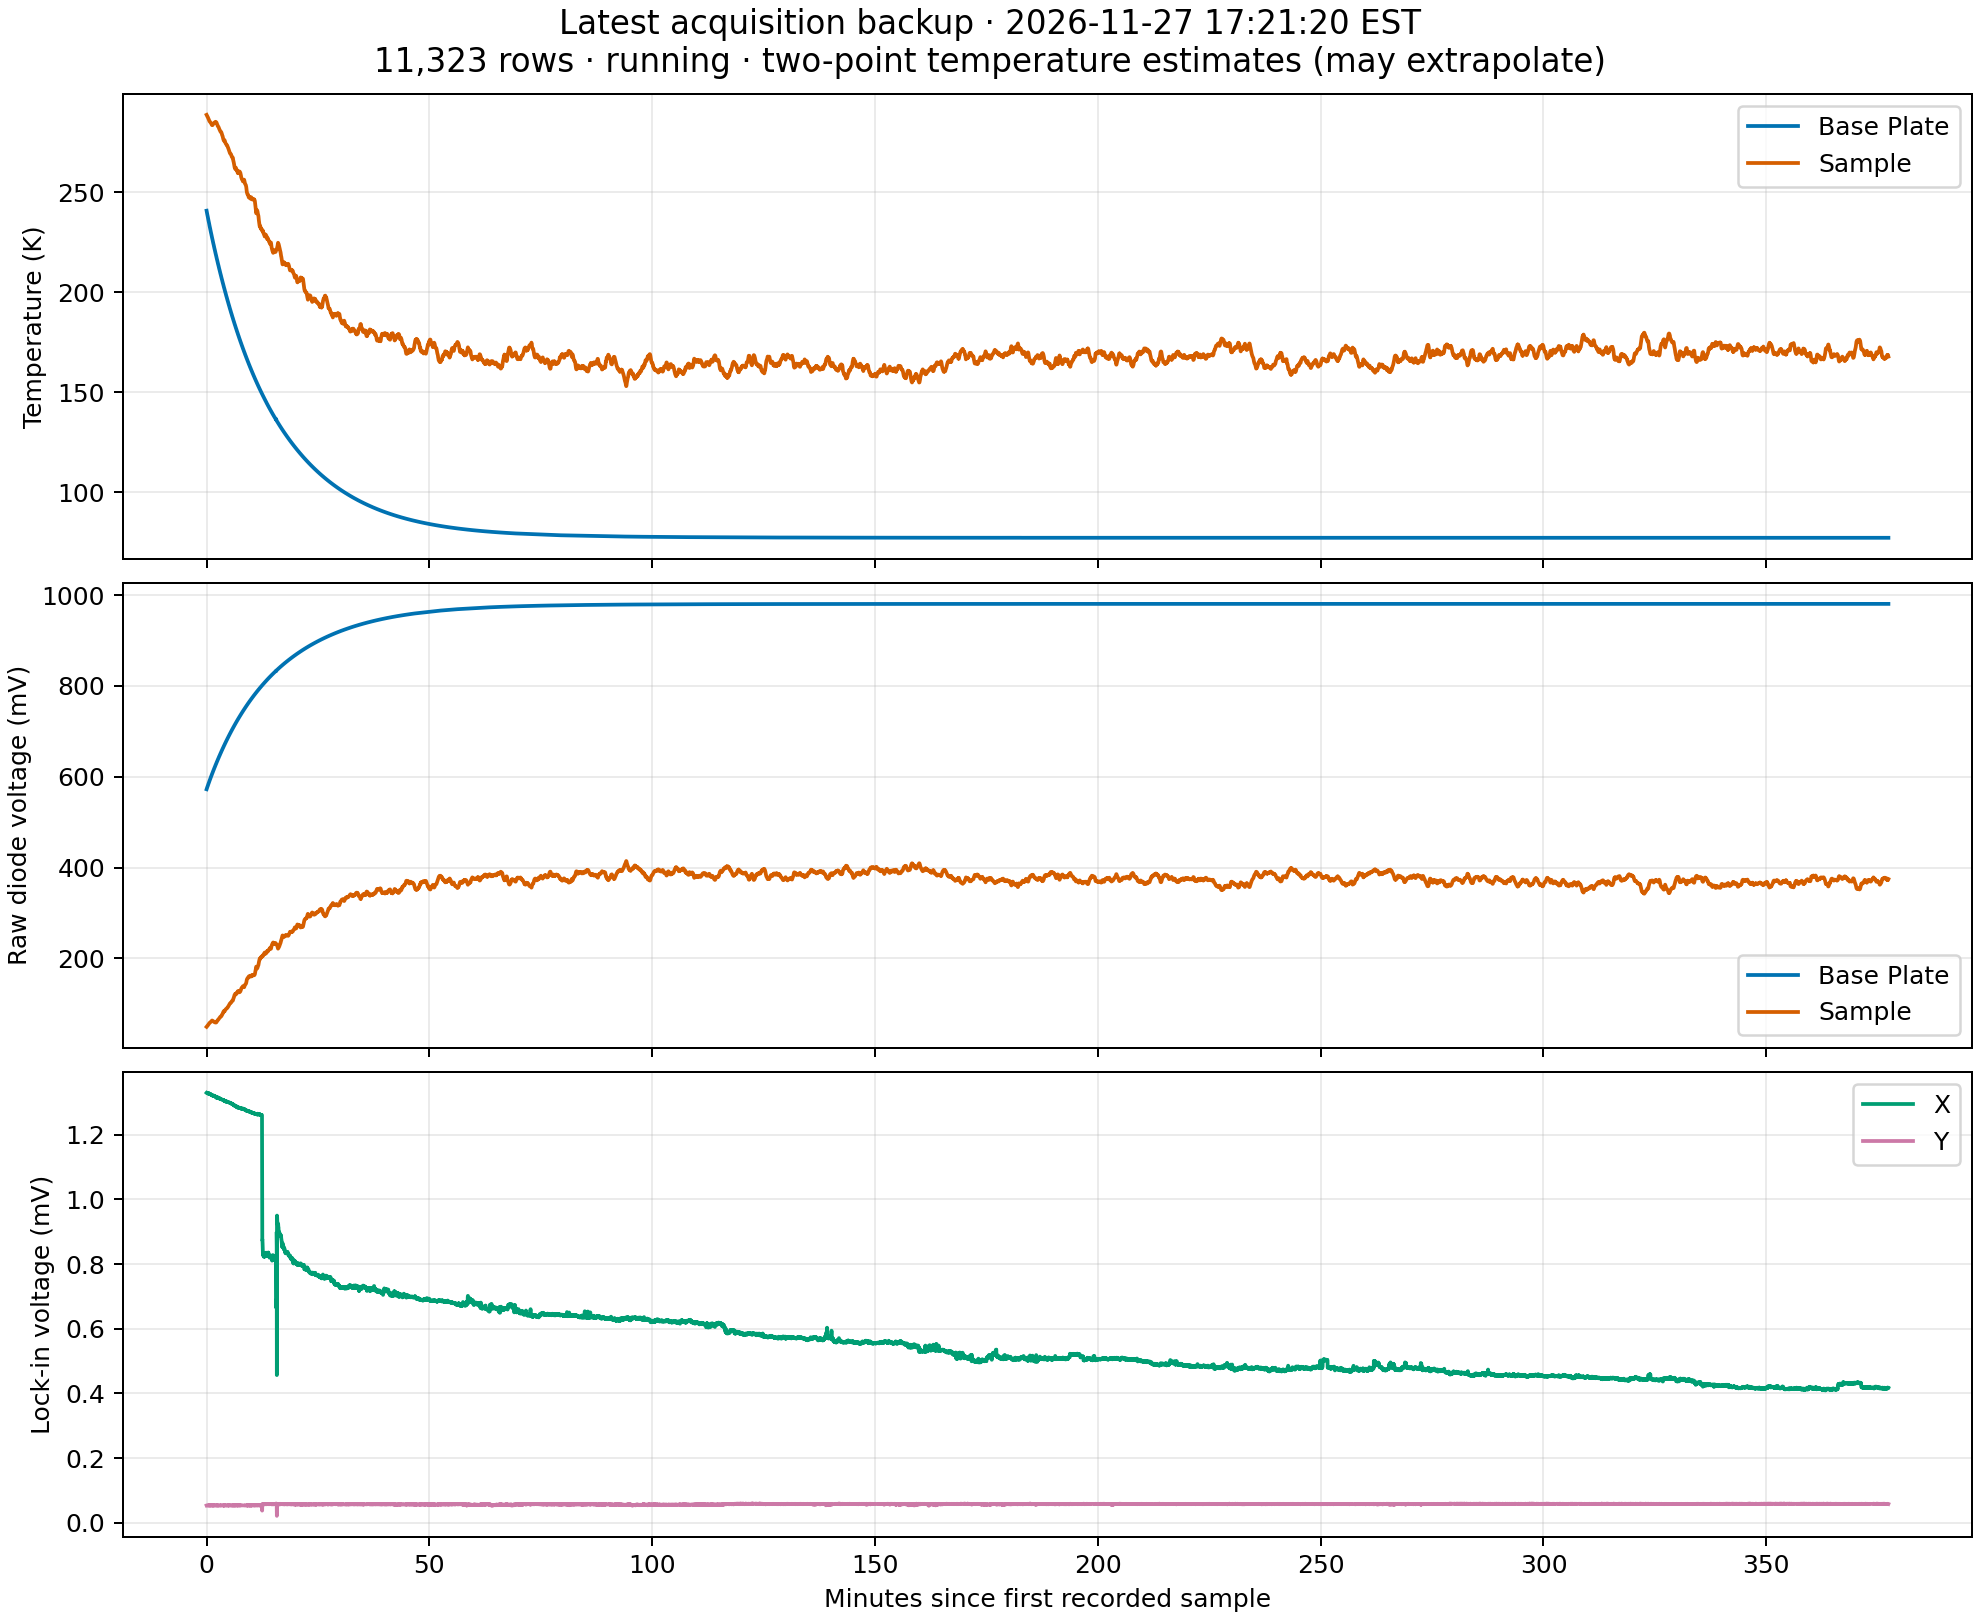 Latest acquisition backup · 2026-11-27 17:21:20 EST
11,323 rows · running · two-point temperature estimates (may extrapolate)
Temperature (K)
250
200
150
100
Base Plate
Sample
Raw diode voltage (mV)
1000
800
600
400
200
Base Plate
Sample
Lock-in voltage (mV)
1.2
1.0
0.8
0.6
0.4
0.2
0.0
X
Y
0 50 100 150 200 250 300 350
Minutes since first recorded sample